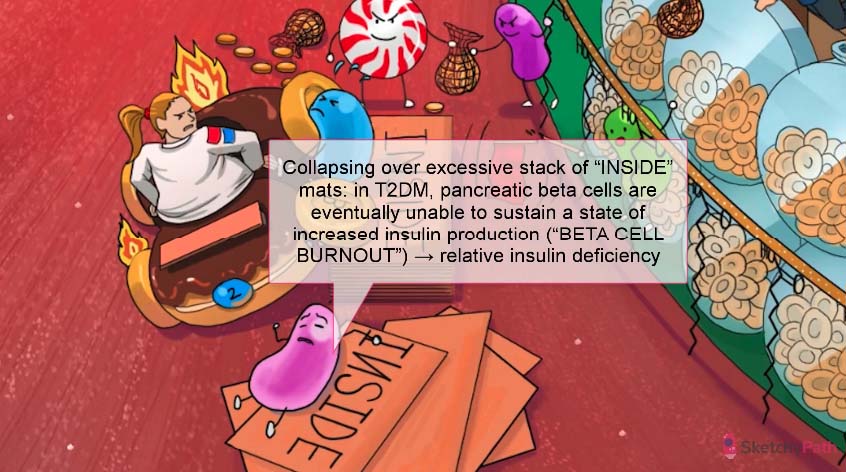 Collapsing over excessive stack of “INSIDE”
mats: in T2DM, pancreatic beta cells are
eventually unable to sustain a state of
increased insulin production (“BETA CELL
BURNOUT”) → relative insulin deficiency
2
INSIDE
SketchyPath